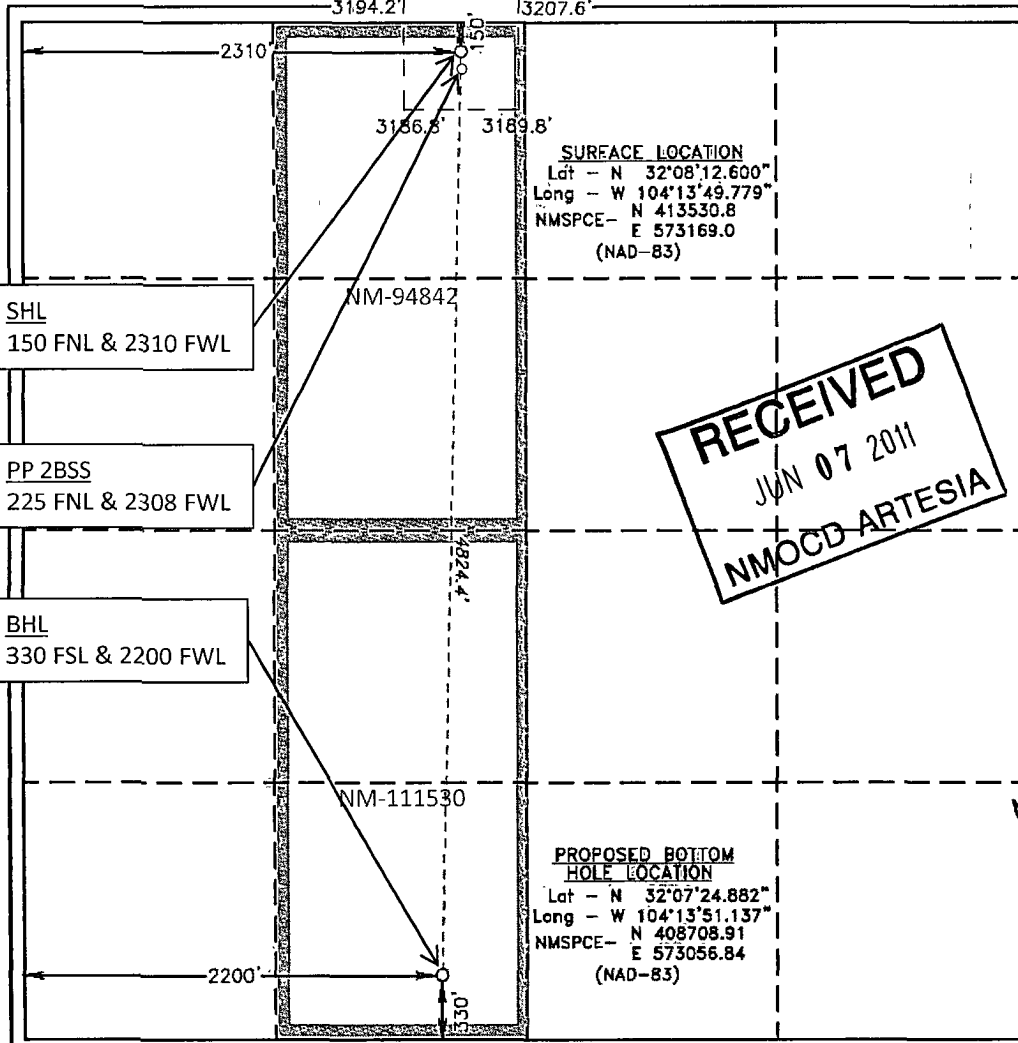 3194.2'
3207.6'
2310'
150'
3186.8'
3189.8'
SURFACE LOCATION
Lat - N 32°08'12.600"
Long - W 104°13'49.779"
NMSPCE- N 413530.8
E 573169.0
(NAD-83)
SHL
150 FNL & 2310 FWL
NM-94842
RECEIVED
JUN 07 2011
NMOCD ARTESIA
PP 2BSS
225 FNL & 2308 FWL
4824.4'
BHL
330 FSL & 2200 FWL
NM-111530
PROPOSED BOTTOM
HOLE LOCATION
Lat - N 32°07'24.882"
Long - W 104°13'51.137"
NMSPCE- N 408708.91
E 573056.84
(NAD-83)
2200'
330'